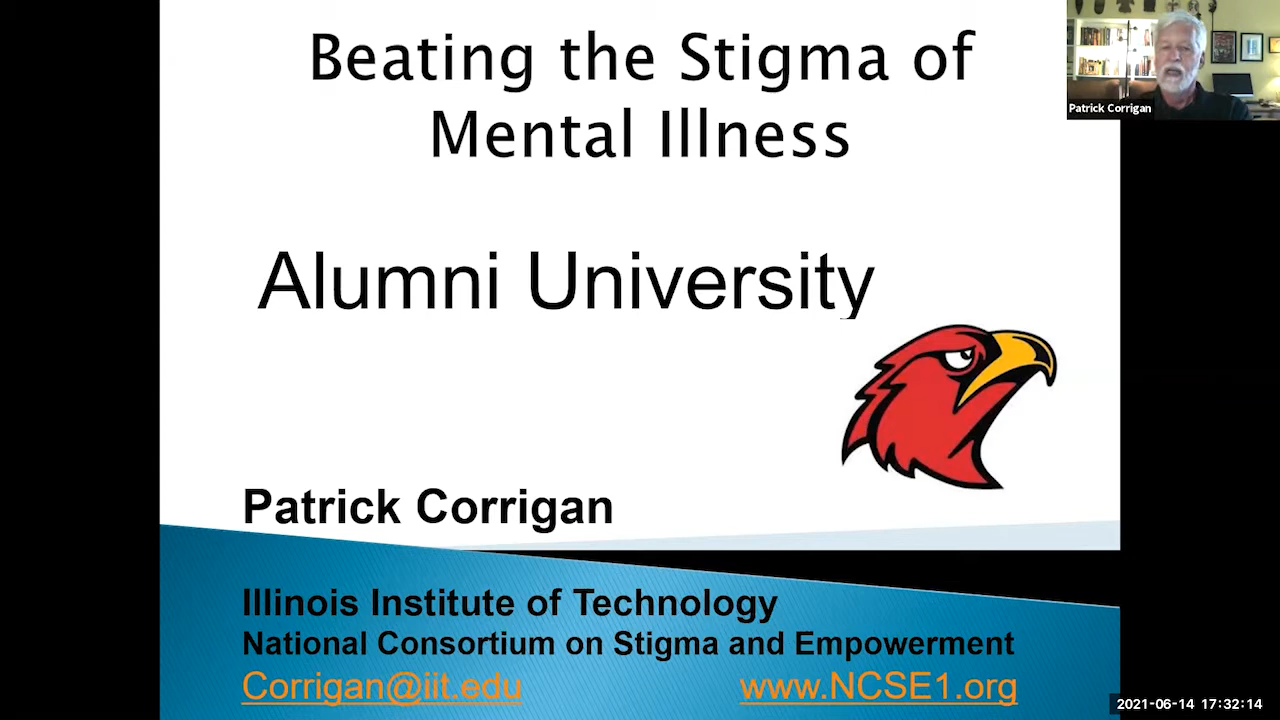 Beating the Stigma of
Mental Illness
Patrick Corrigan
Alumni University
Patrick Corrigan
Illinois Institute of Technology
National Consortium on Stigma and Empowerment
Corrigan@iit.edu www.NCSE1.org
2021-06-14 17:32:14